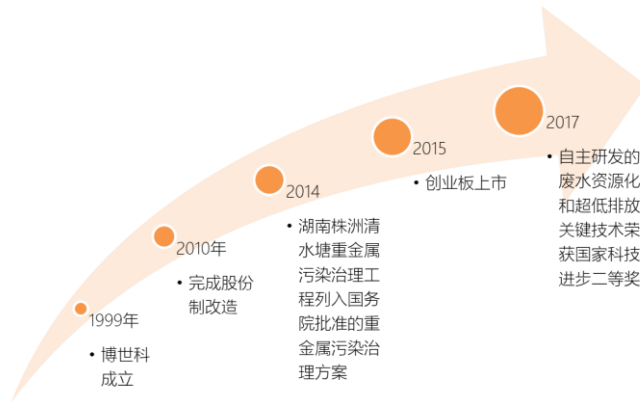 1999年
• 博世科
成立
2010年
• 完成股份
制改造
2014
• 湖南株洲清
水塘重金属
污染治理工
程列入国务
院批准的重
金属污染治
理方案
2015
• 创业板上市
2017
• 自主研发的
废水资源化
和超低排放
关键技术荣
获国家科技
进步二等奖